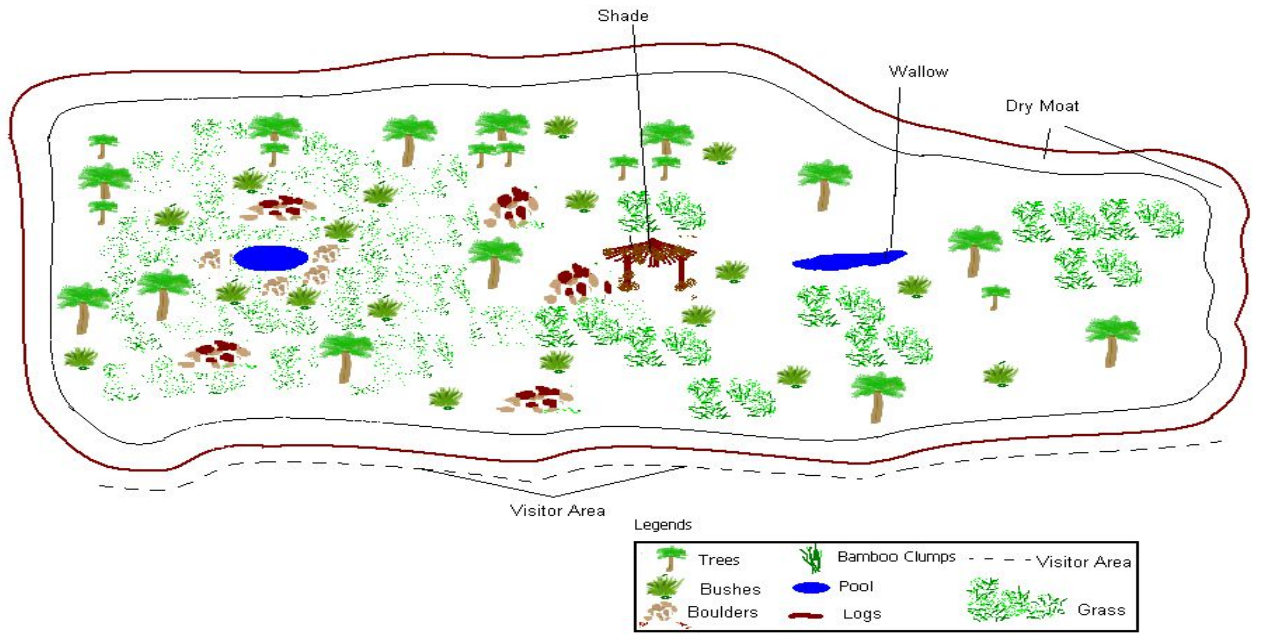 Shade
Wallow
Dry Moat
Visitor Area
Legends
Trees
Bamboo Clumps
Visitor Area
Bushes
Pool
Boulders
Logs
Grass